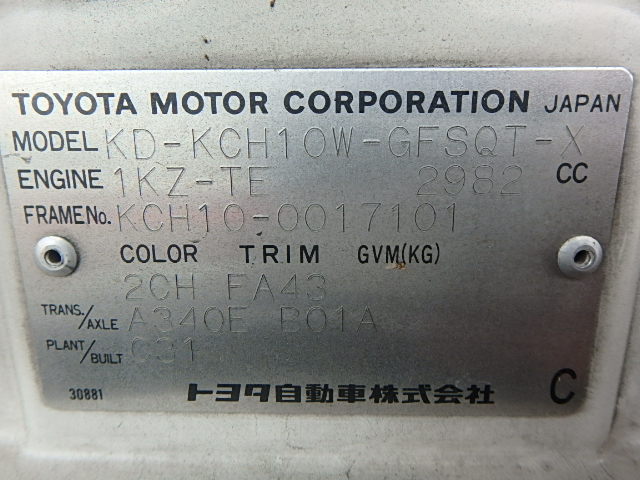 TOYOTA MOTOR CORPORATION JAPAN
MODEL KD-KCH10W-GFSQT-X
ENGINE 1KZ-TE 2982 CC
FRAME No. KCH10-0017101
COLOR TRIM GVM(KG)
2CH FA43
TRANS./AXLE A340E B01A
PLANT/BUILT C31
30881 トヨタ自動車株式会社 C